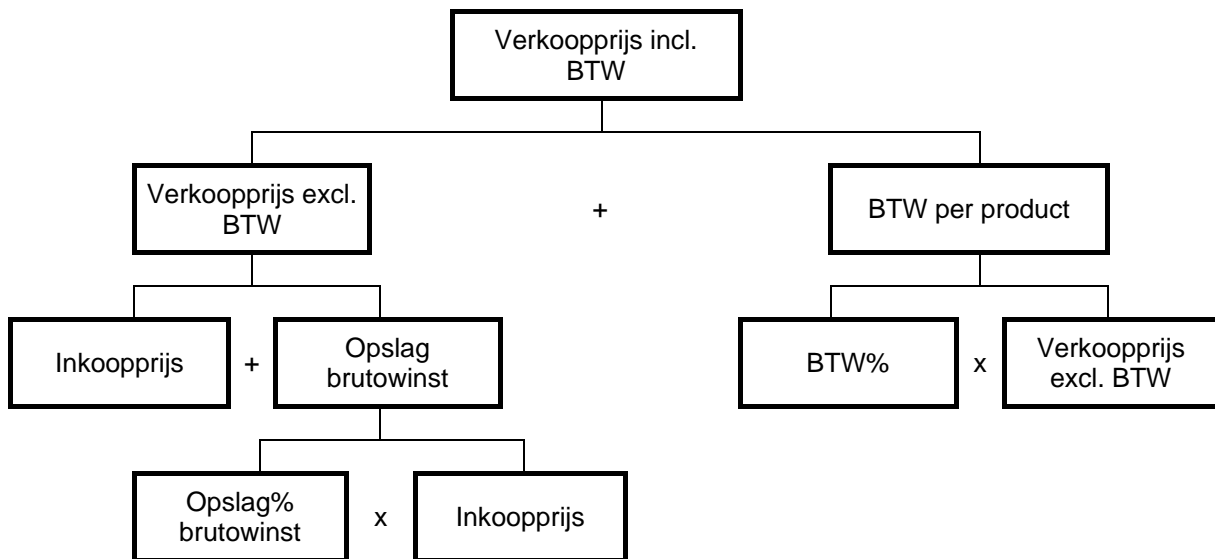 Verkoopprijs incl.
BTW
Verkoopprijs excl.
BTW
+
BTW per product
Inkoopprijs
+
Opslag
brutowinst
BTW%
x
Verkoopprijs
excl. BTW
Opslag%
brutowinst
x
Inkoopprijs